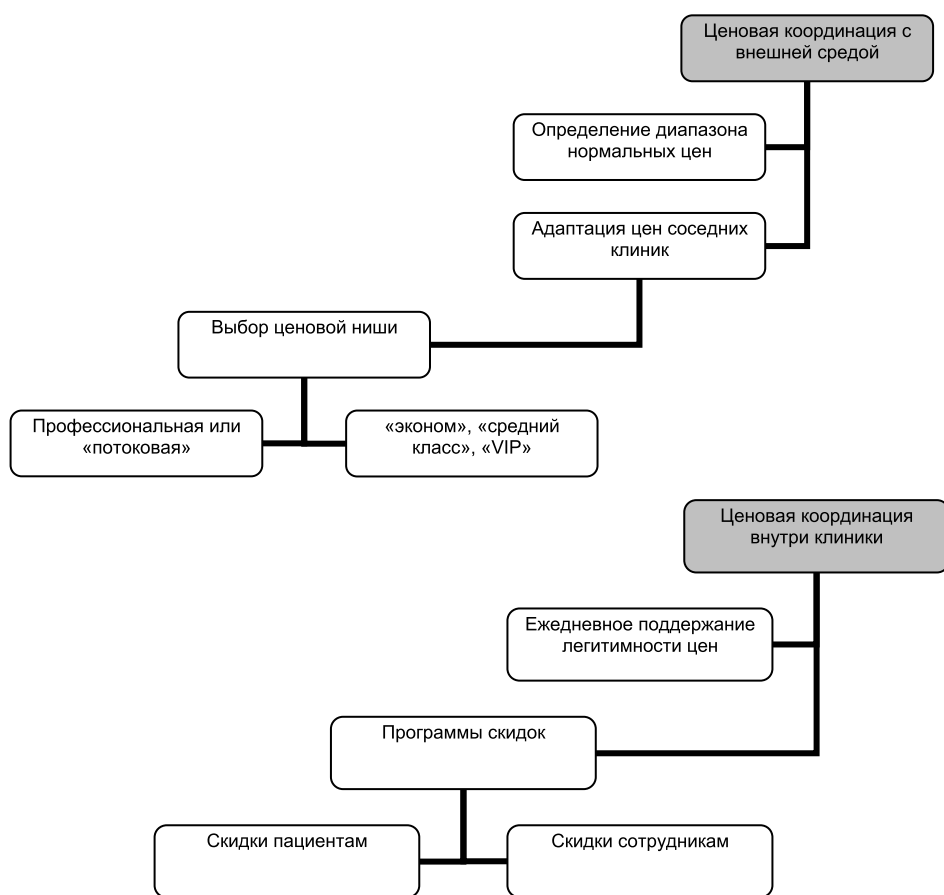 Ценовая координация с
внешней средой
Определение диапазона
нормальных цен
Адаптация цен соседних
клиник
Выбор ценовой ниши
Профессиональная или
«потоковая»
«эконом», «средний
класс», «VIP»
Ценовая координация
внутри клиники
Ежедневное поддержание
легитимности цен
Программы скидок
Скидки пациентам
Скидки сотрудникам